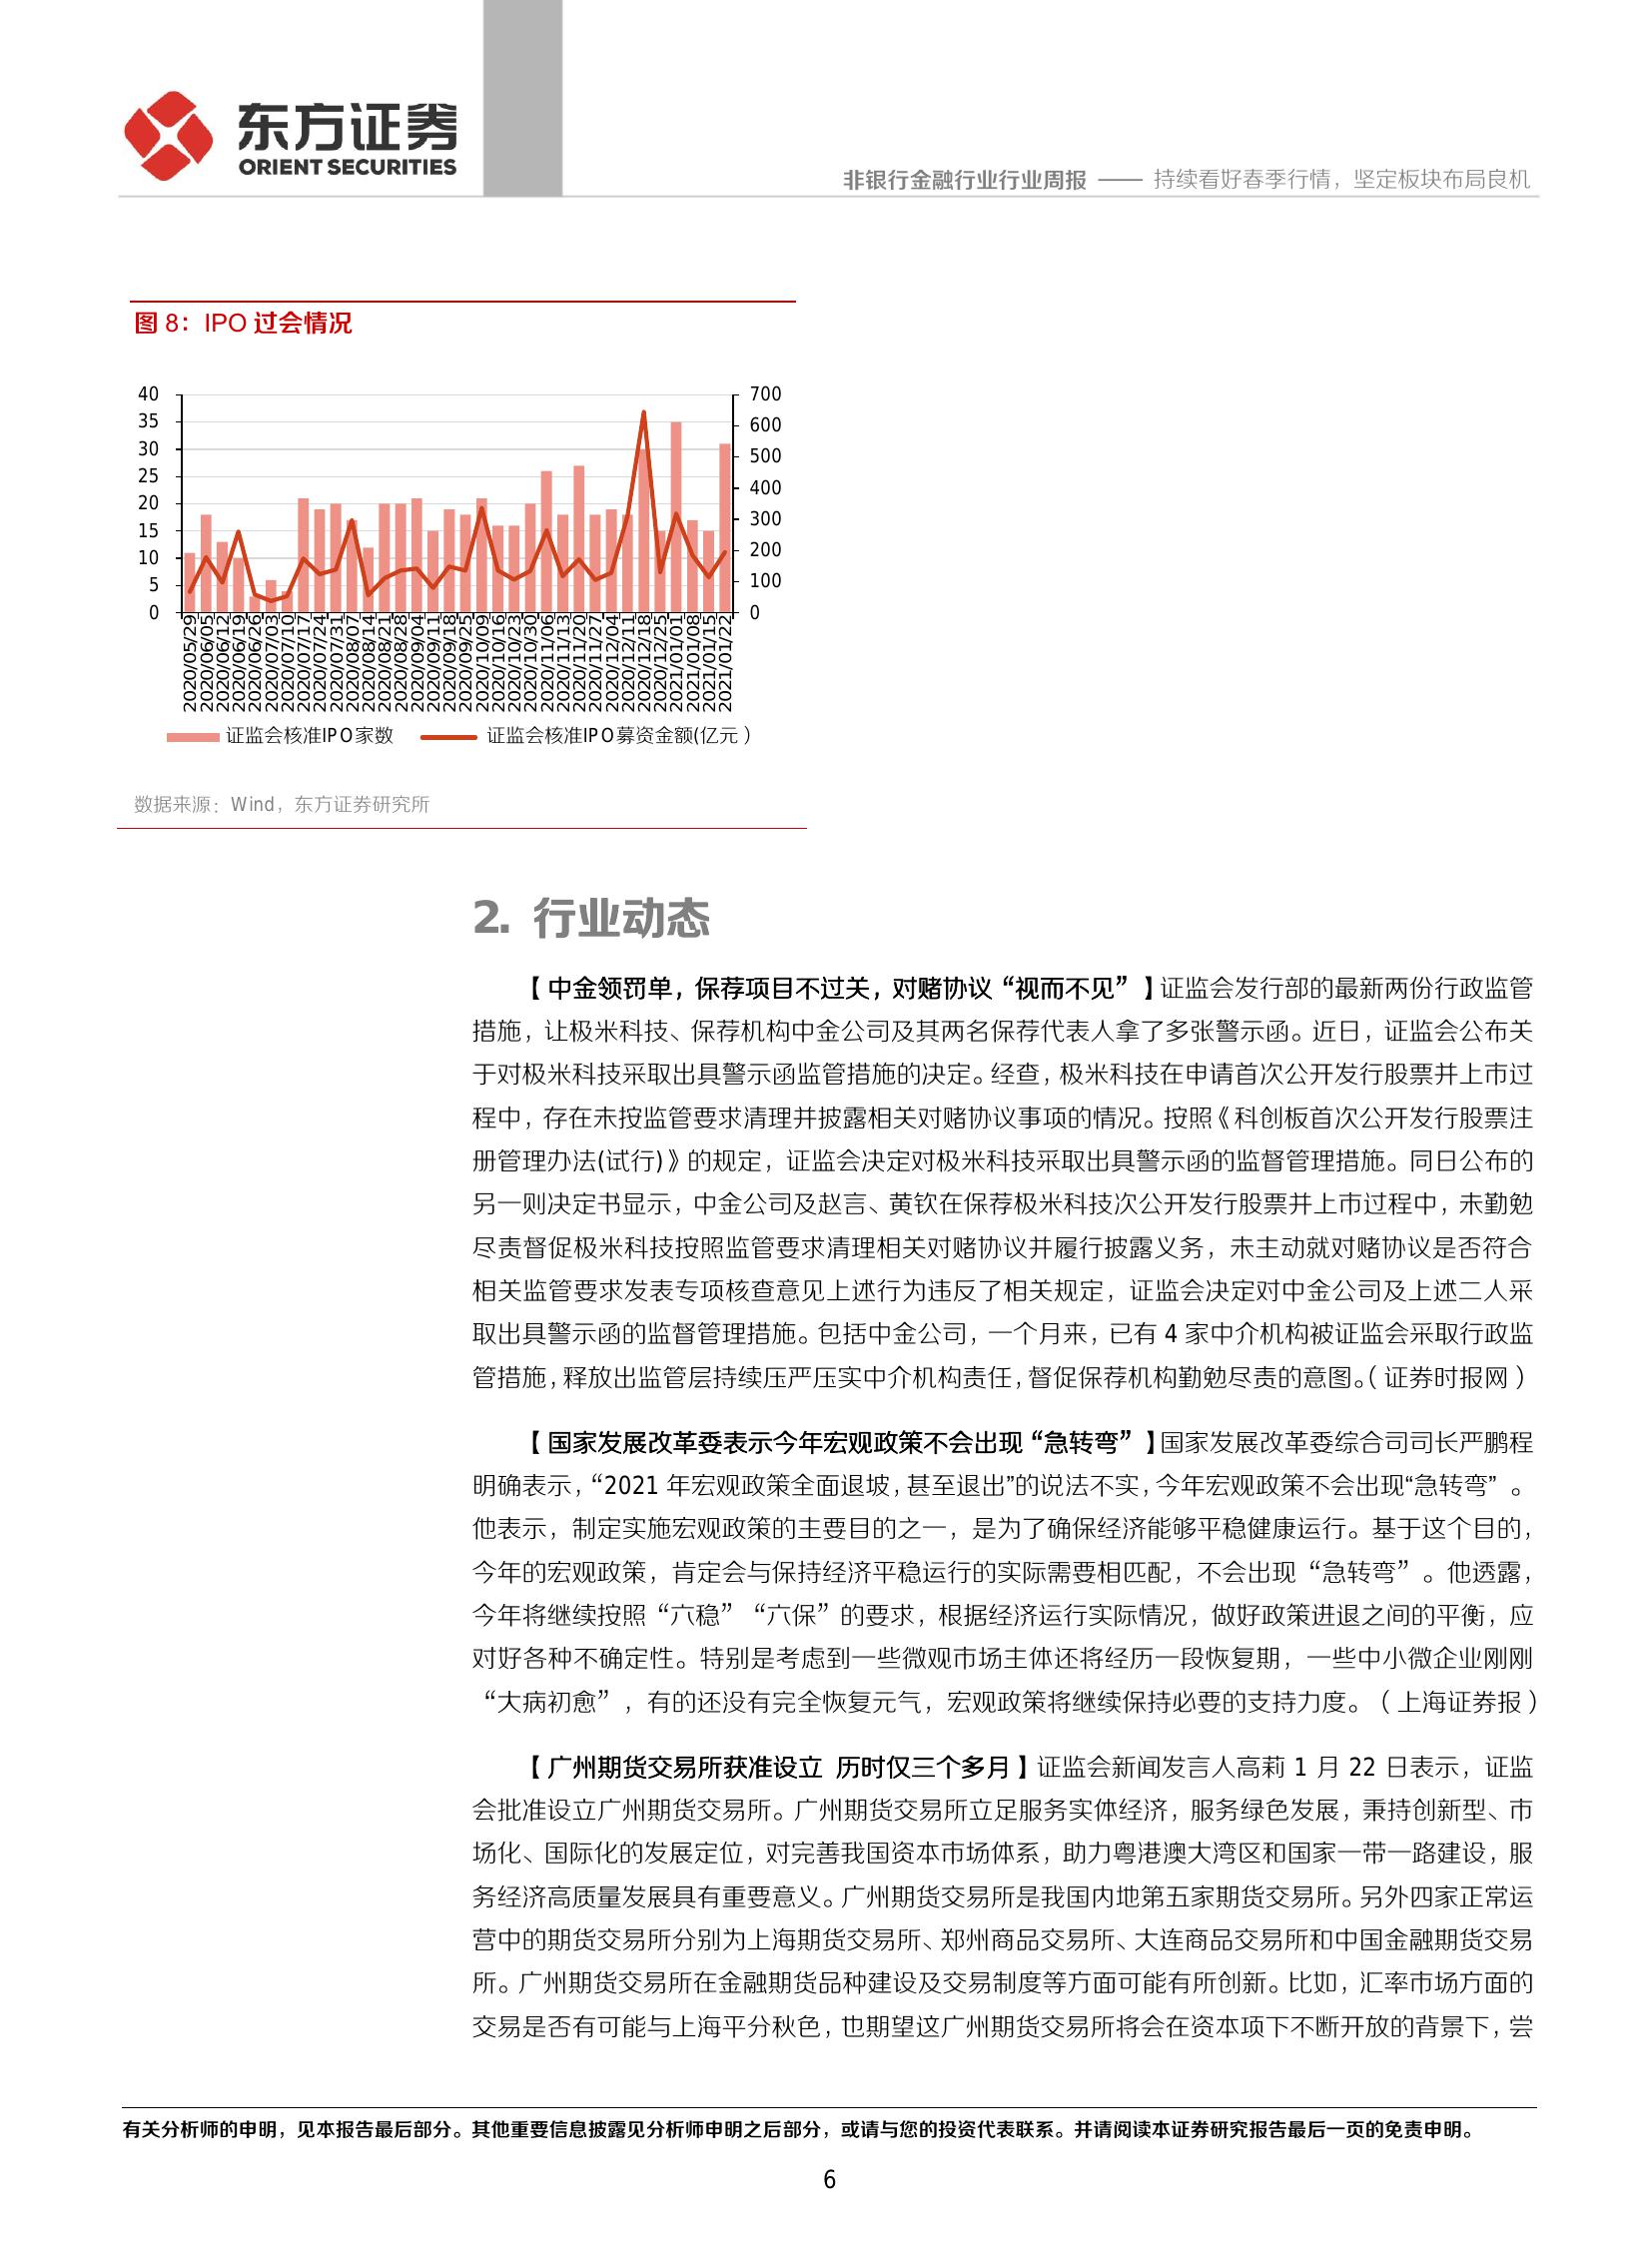 东方证券
ORIENT SECURITIES
非银行金融行业行业周报 —— 持续看好春季行情，坚定板块布局良机
图 8：IPO 过会情况
40
35
30
25
20
15
10
5
0
700
600
500
400
300
200
100
0
2020/05/29
2020/06/05
2020/06/12
2020/06/19
2020/06/26
2020/07/03
2020/07/10
2020/07/17
2020/07/24
2020/07/31
2020/08/07
2020/08/14
2020/08/21
2020/08/28
2020/09/04
2020/09/11
2020/09/18
2020/09/25
2020/10/09
2020/10/16
2020/10/23
2020/10/30
2020/11/06
2020/11/13
2020/11/20
2020/11/27
2020/12/04
2020/12/11
2020/12/18
2020/12/25
2021/01/01
2021/01/08
2021/01/15
2021/01/22
证监会核准IPO家数 证监会核准IPO募资金额(亿元）
数据来源：Wind，东方证券研究所
2. 行业动态
【中金领罚单，保荐项目不过关，对赌协议“视而不见”】证监会发行部的最新两份行政监管
措施，让极米科技、保荐机构中金公司及其两名保荐代表人拿了多张警示函。近日，证监会公布关
于对极米科技采取出具警示函监管措施的决定。经查，极米科技在申请首次公开发行股票并上市过
程中，存在未按监管要求清理并披露相关对赌协议事项的情况。按照《科创板首次公开发行股票注
册管理办法(试行)》的规定，证监会决定对极米科技采取出具警示函的监督管理措施。同日公布的
另一则决定书显示，中金公司及赵言、黄钦在保荐极米科技次公开发行股票并上市过程中，未勤勉
尽责督促极米科技按照监管要求清理相关对赌协议并履行披露义务，未主动就对赌协议是否符合
相关监管要求发表专项核查意见上述行为违反了相关规定，证监会决定对中金公司及上述二人采
取出具警示函的监督管理措施。包括中金公司，一个月来，已有 4 家中介机构被证监会采取行政监
管措施，释放出监管层持续压严压实中介机构责任，督促保荐机构勤勉尽责的意图。（证券时报网）
【国家发展改革委表示今年宏观政策不会出现“急转弯”】国家发展改革委综合司司长严鹏程
明确表示，“2021 年宏观政策全面退坡，甚至退出”的说法不实，今年宏观政策不会出现“急转弯”。
他表示，制定实施宏观政策的主要目的之一，是为了确保经济能够平稳健康运行。基于这个目的，
今年的宏观政策，肯定会与保持经济平稳运行的实际需要相匹配，不会出现“急转弯”。他透露，
今年将继续按照“六稳”“六保”的要求，根据经济运行实际情况，做好政策进退之间的平衡，应
对好各种不确定性。特别是考虑到一些微观市场主体还将经历一段恢复期，一些中小微企业刚刚
“大病初愈”，有的还没有完全恢复元气，宏观政策将继续保持必要的支持力度。（上海证券报）
【广州期货交易所获准设立 历时仅三个多月】证监会新闻发言人高莉 1 月 22 日表示，证监
会批准设立广州期货交易所。广州期货交易所立足服务实体经济，服务绿色发展，秉持创新型、市
场化、国际化的发展定位，对完善我国资本市场体系，助力粤港澳大湾区和国家一带一路建设，服
务经济高质量发展具有重要意义。广州期货交易所是我国内地第五家期货交易所。另外四家正常运
营中的期货交易所分别为上海期货交易所、郑州商品交易所、大连商品交易所和中国金融期货交易
所。广州期货交易所在金融期货品种建设及交易制度等方面可能有所创新。比如，汇率市场方面的
交易是否有可能与上海平分秋色，也期望这广州期货交易所将会在资本项下不断开放的背景下，尝
有关分析师的申明，见本报告最后部分。其他重要信息披露见分析师申明之后部分，或请与您的投资代表联系。并请阅读本证券研究报告最后一页的免责申明。
6